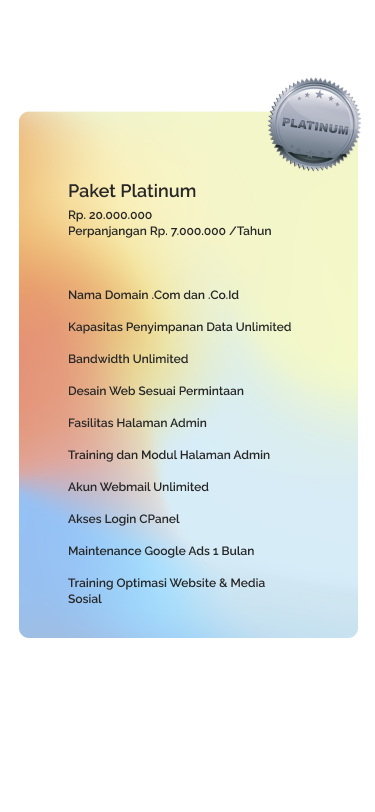 PLATINUM
Paket Platinum
Rp. 20.000.000
Perpanjangan Rp. 7.000.000 /Tahun
Nama Domain .Com dan .Co.Id
Kapasitas Penyimpanan Data Unlimited
Bandwidth Unlimited
Desain Web Sesuai Permintaan
Fasilitas Halaman Admin
Training dan Modul Halaman Admin
Akun Webmail Unlimited
Akses Login CPanel
Maintenance Google Ads 1 Bulan
Training Optimasi Website & Media
Sosial